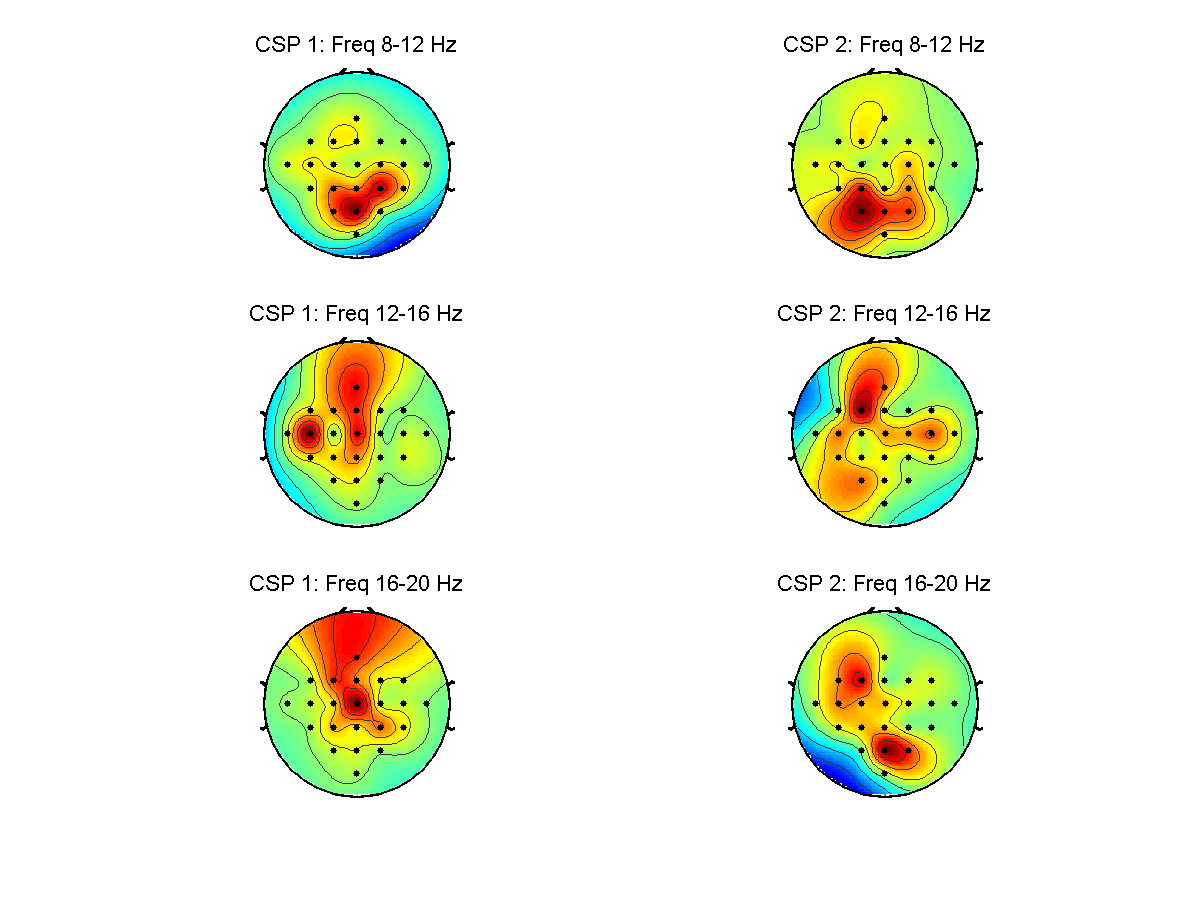 CSP 1: Freq 8-12 Hz
CSP 2: Freq 8-12 Hz
CSP 1: Freq 12-16 Hz
CSP 2: Freq 12-16 Hz
CSP 1: Freq 16-20 Hz
CSP 2: Freq 16-20 Hz